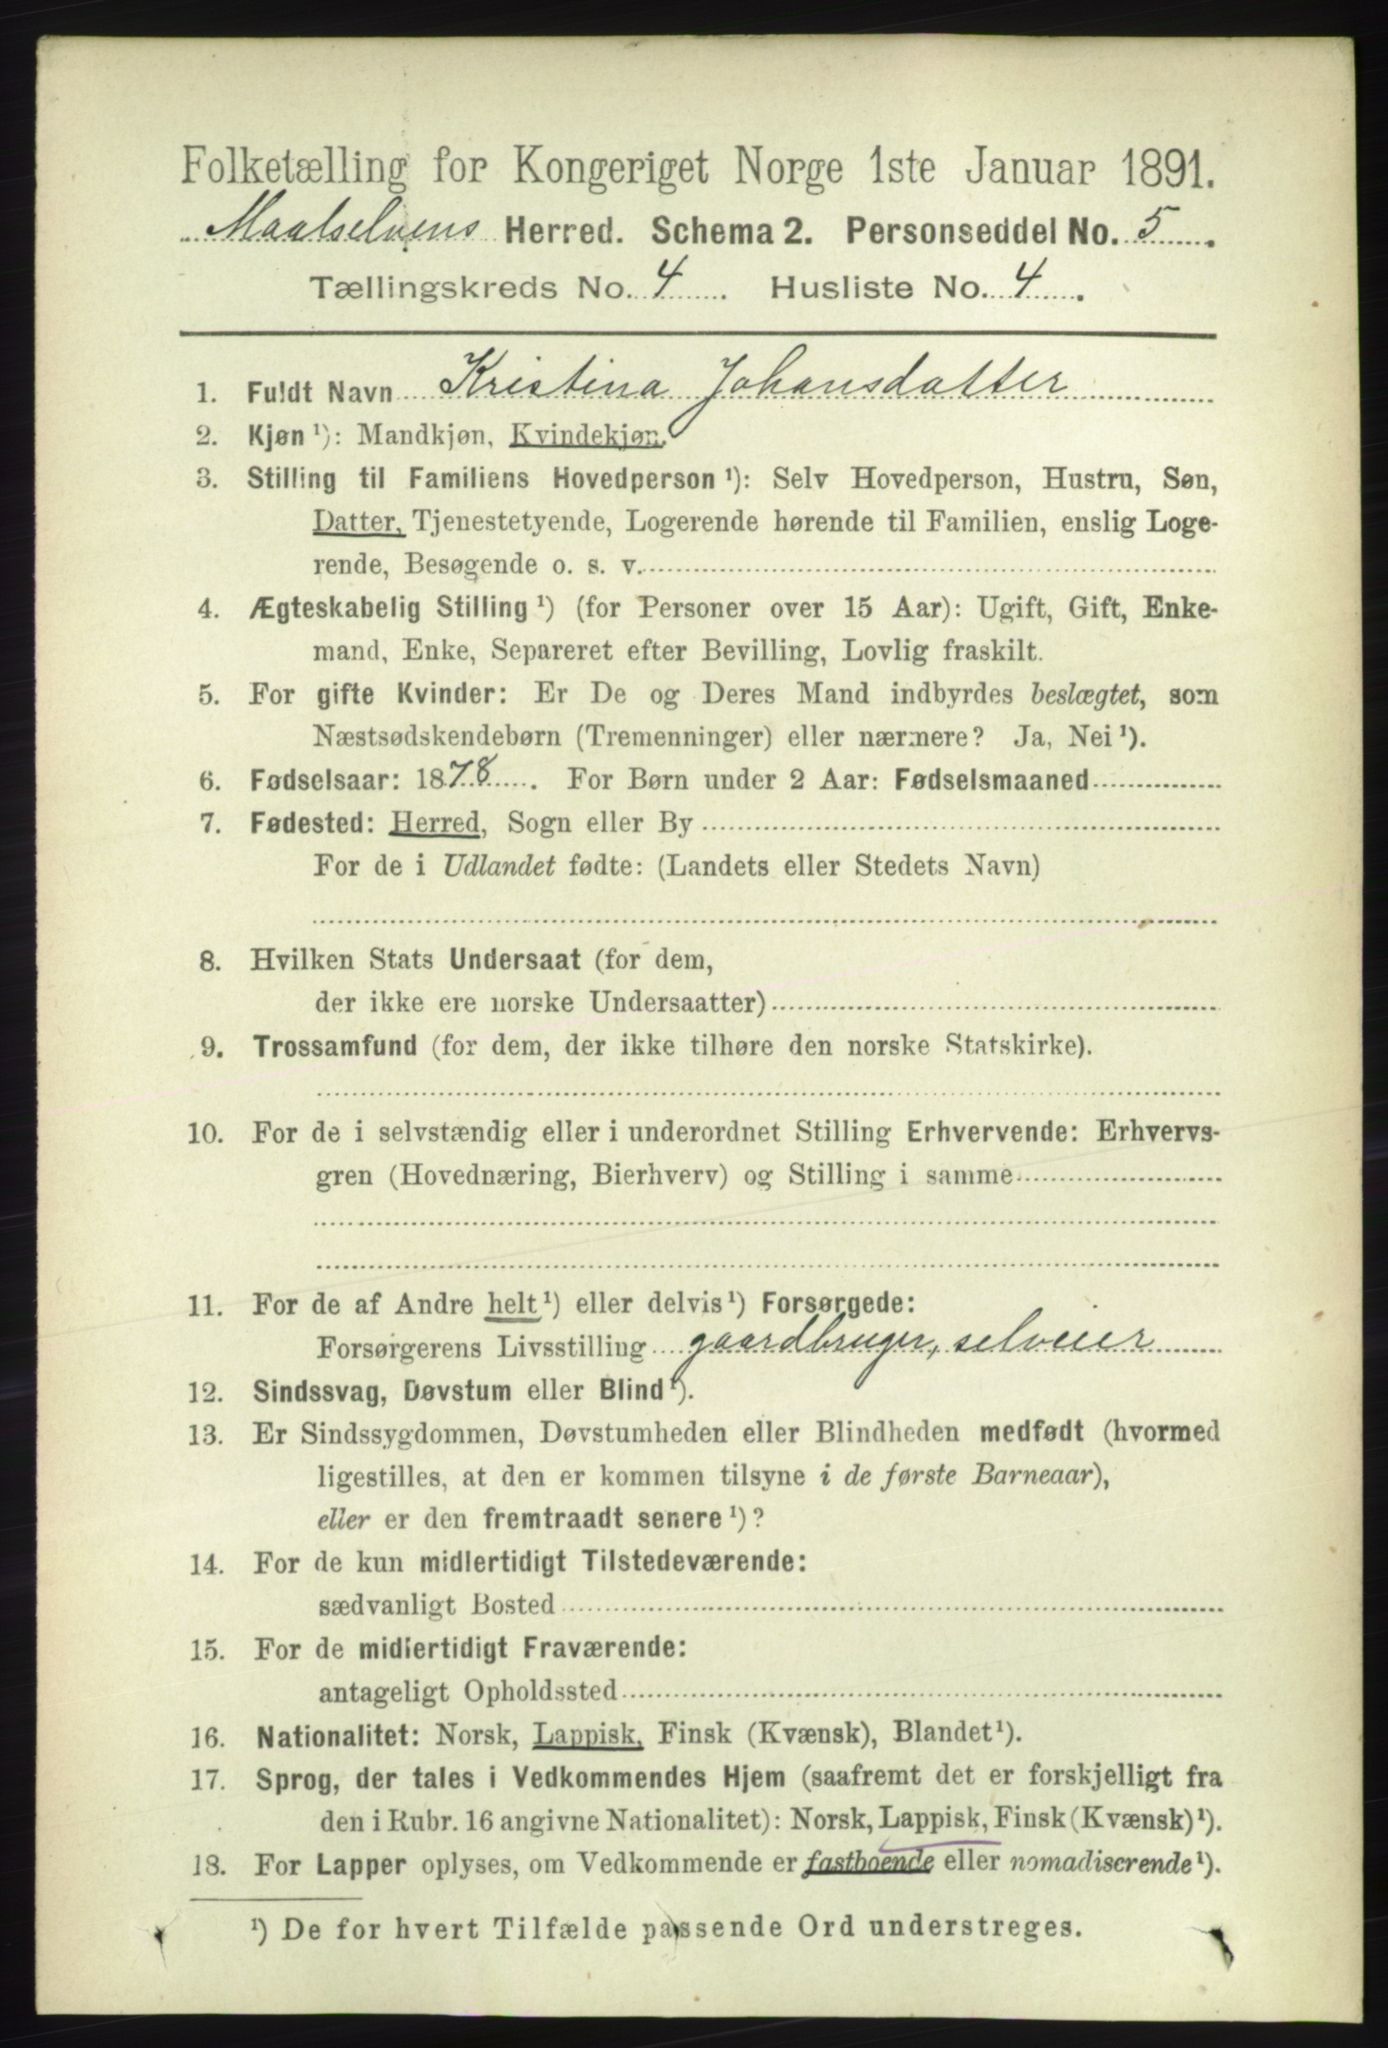 Folketælling for Kongeriget Norge 1ste Januar 1891.
Maalselvens Herred. Schema 2. Personseddel No. 5.
Tællingskreds No. 4. Husliste No. 4.
1. Fuldt Navn Kristina Johansdatter
2. Kjøn ¹): Mandkjøn, Kvindekjøn.
3. Stilling til Familiens Hovedperson ¹): Selv Hovedperson, Hustru, Søn,
Datter, Tjenestetyende, Logerende hørende til Familien, enslig Loge-
rende, Besøgende o. s. v.
4. Ægteskabelig Stilling ¹) (for Personer over 15 Aar): Ugift, Gift, Enke-
mand, Enke, Separeret efter Bevilling, Lovlig fraskilt.
5. For gifte Kvinder: Er De og Deres Mand indbyrdes beslægtet, som
Næstsødskendebørn (Tremenninger) eller nærmere? Ja, Nei ¹).
6. Fødselsaar: 1878. For Børn under 2 Aar: Fødselsmaaned
7. Fødested: Herred, Sogn eller By
For de i Udlandet fødte: (Landets eller Stedets Navn)
8. Hvilken Stats Undersaat (for dem,
der ikke ere norske Undersaatter)
9. Trossamfund (for dem, der ikke tilhøre den norske Statskirke).
10. For de i selvstændig eller i underordnet Stilling Erhvervende: Erhvervs-
gren (Hovednæring, Bierhverv) og Stilling i samme
11. For de af Andre helt ¹) eller delvis ¹) Forsørgede:
Forsørgerens Livsstilling gaardbruger, selveier
12. Sindssvag, Døvstum eller Blind ¹).
13. Er Sindssygdommen, Døvstumheden eller Blindheden medfødt (hvormed
ligestilles, at den er kommen tilsyne i de første Barneaar),
eller er den fremtraadt senere ¹)?
14. For de kun midlertidigt Tilstedeværende:
sædvanligt Bosted
15. For de midlertidigt Fraværende:
antageligt Opholdssted
16. Nationalitet: Norsk, Lappisk, Finsk (Kvænsk), Blandet ¹).
17. Sprog, der tales i Vedkommendes Hjem (saafremt det er forskjelligt fra
den i Rubr. 16 angivne Nationalitet): Norsk, Lappisk, Finsk (Kvænsk) ¹).
18. For Lapper oplyses, om Vedkommende er fastboende eller nomadiserende ¹).
¹) De for hvert Tilfælde passende Ord understreges.